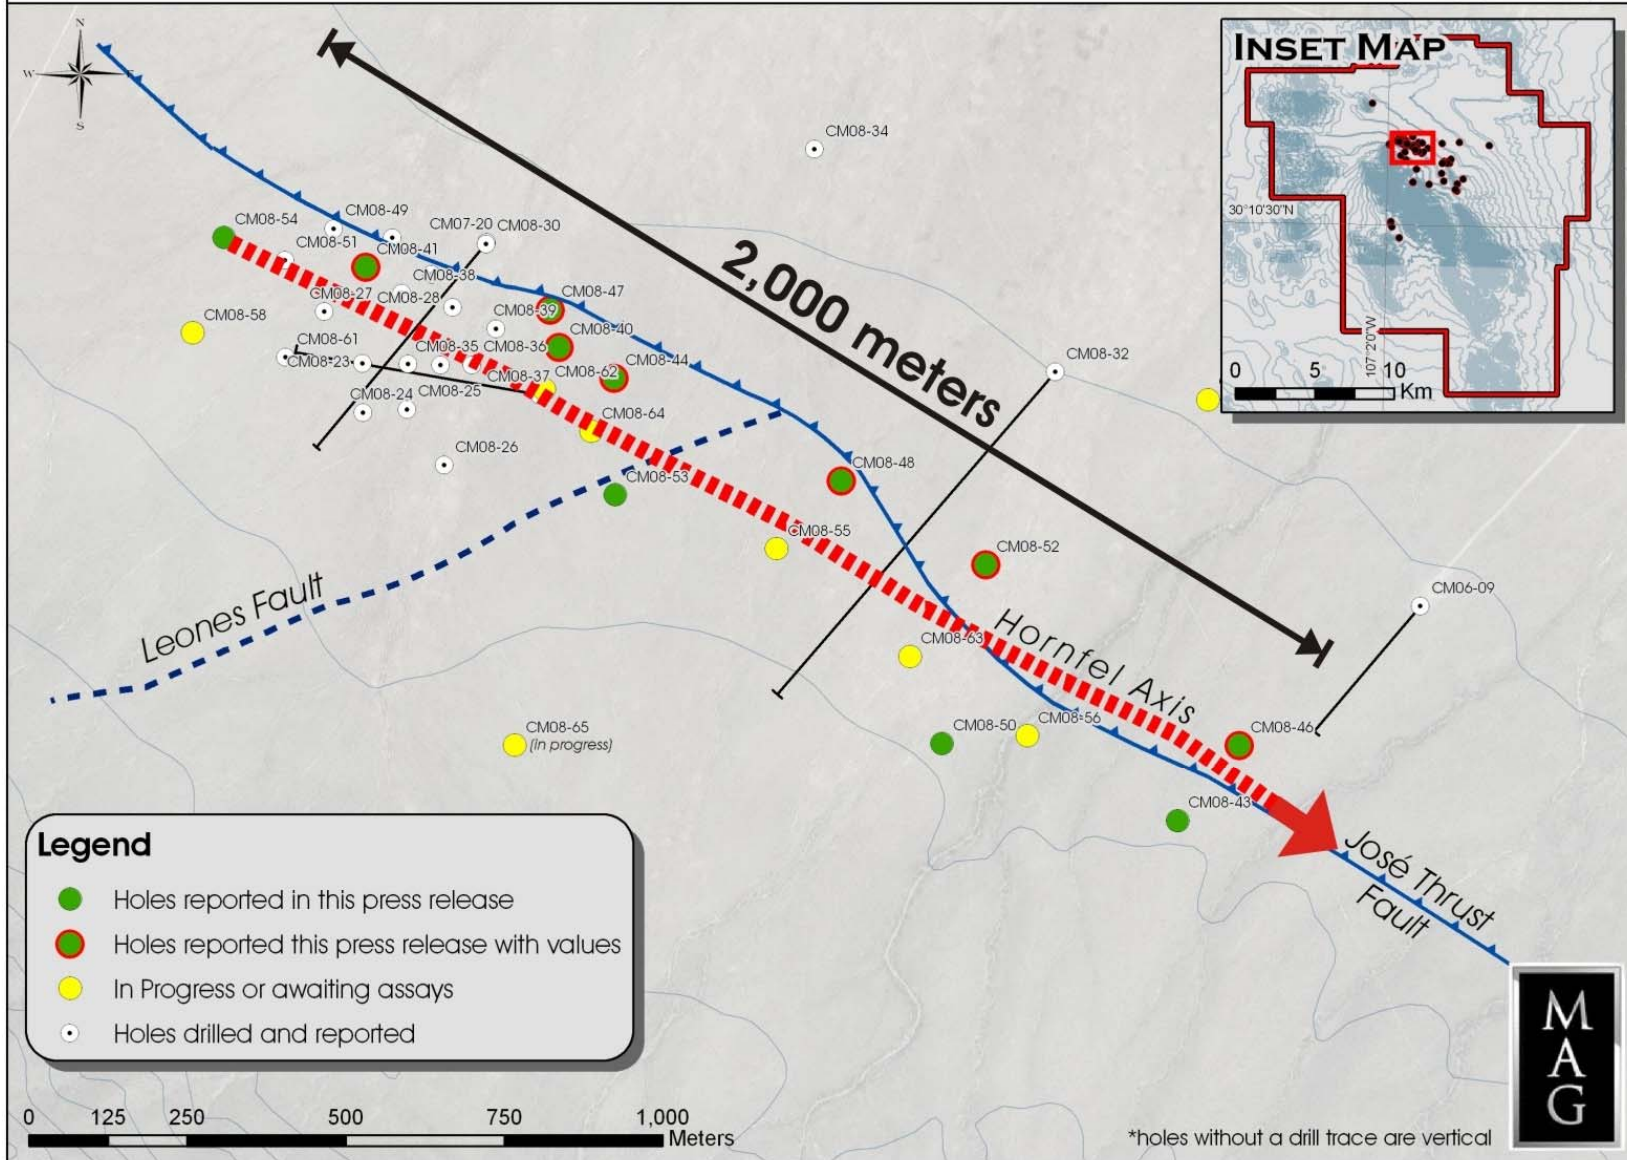 N
W
E
S
INSET MAP
30°10'30"N
107°2'0"W
0 5 10
Km
CM08-34
CM08-54
CM08-49
CM07-20
CM08-30
CM08-51
CM08-41
CM08-38
CM08-27
CM08-28
CM08-47
CM08-39
CM08-58
CM08-40
CM08-61
CM08-35
CM08-36
CM08-44
CM08-23
CM08-37
CM08-62
CM08-24
CM08-25
CM08-64
CM08-26
CM08-53
2,000 meters
CM08-32
CM08-48
CM08-55
CM08-52
CM06-09
Leones Fault
CM08-63
Hornfel Axis
CM08-65
(in progress)
CM08-50
CM08-56
CM08-46
CM08-43
José Thrust
Fault
Legend
Holes reported in this press release
Holes reported this press release with values
In Progress or awaiting assays
Holes drilled and reported
0 125 250 500 750 1,000
Meters
*holes without a drill trace are vertical
M
A
G